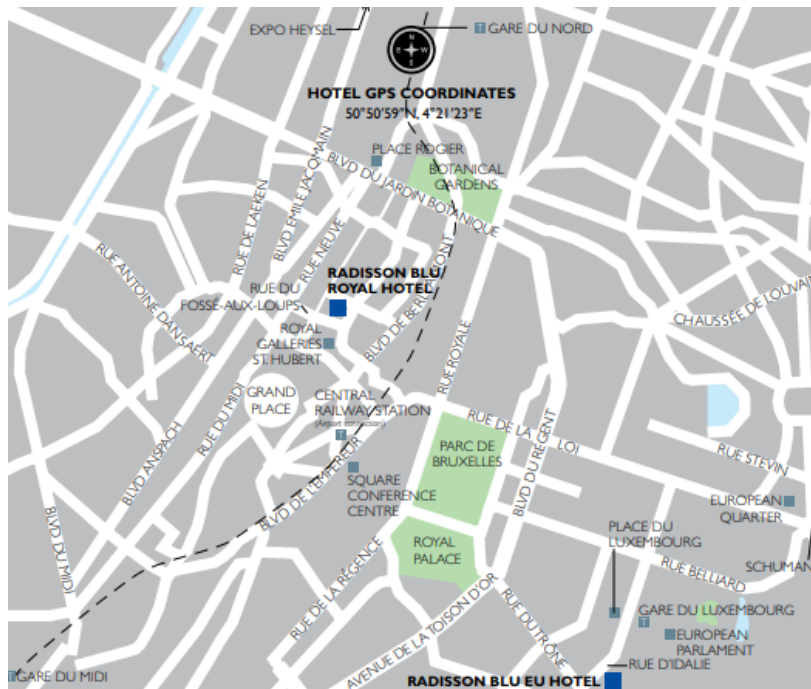 EXPO HEYSEL
T GARE DU NORD
N
E W
S
HOTEL GPS COORDINATES
50°50'59"N, 4°21'23"E
PLACE ROGIER
BLVD DU JARDIN BOTANIQUE
BOTANICAL
GARDENS
BLVD EMILE JACQMAIN
RUE DE LAEKEN
RUE NEUVE
RUE ANTOINE DANSAERT
RADISSON BLU/
ROYAL HOTEL
RUE DU
FOSSÉ-AUX-LOUPS
BLVD DE BERLAIMONT
ROYAL
GALLERIES
ST. HUBERT
RUE ROYALE
CHAUSSÉE DE LOUVAIN
GRAND
PLACE
RUE DU MIDI
CENTRAL
RAILWAY STATION
(Airport connection)
T
RUE DE LA LOI
PARC DE
BRUXELLES
BLVD DU REGENT
RUE STEVIN
BLVD ANSPACH
BLVD DE L'EMPEREUR
SQUARE
CONFERENCE
CENTRE
EUROPEAN
QUARTER
BLVD DU MIDI
PLACE DU
LUXEMBOURG
ROYAL
PALACE
RUE BELLIARD
SCHUMAN
RUE DE LA RÉGENCE
AVENUE DE LA TOISON D'OR
RUE DU TRÔNE
GARE DU LUXEMBOURG
T
EUROPEAN
PARLIAMENT
RUE D'IDALIE
T GARE DU MIDI
RADISSON BLU EU HOTEL